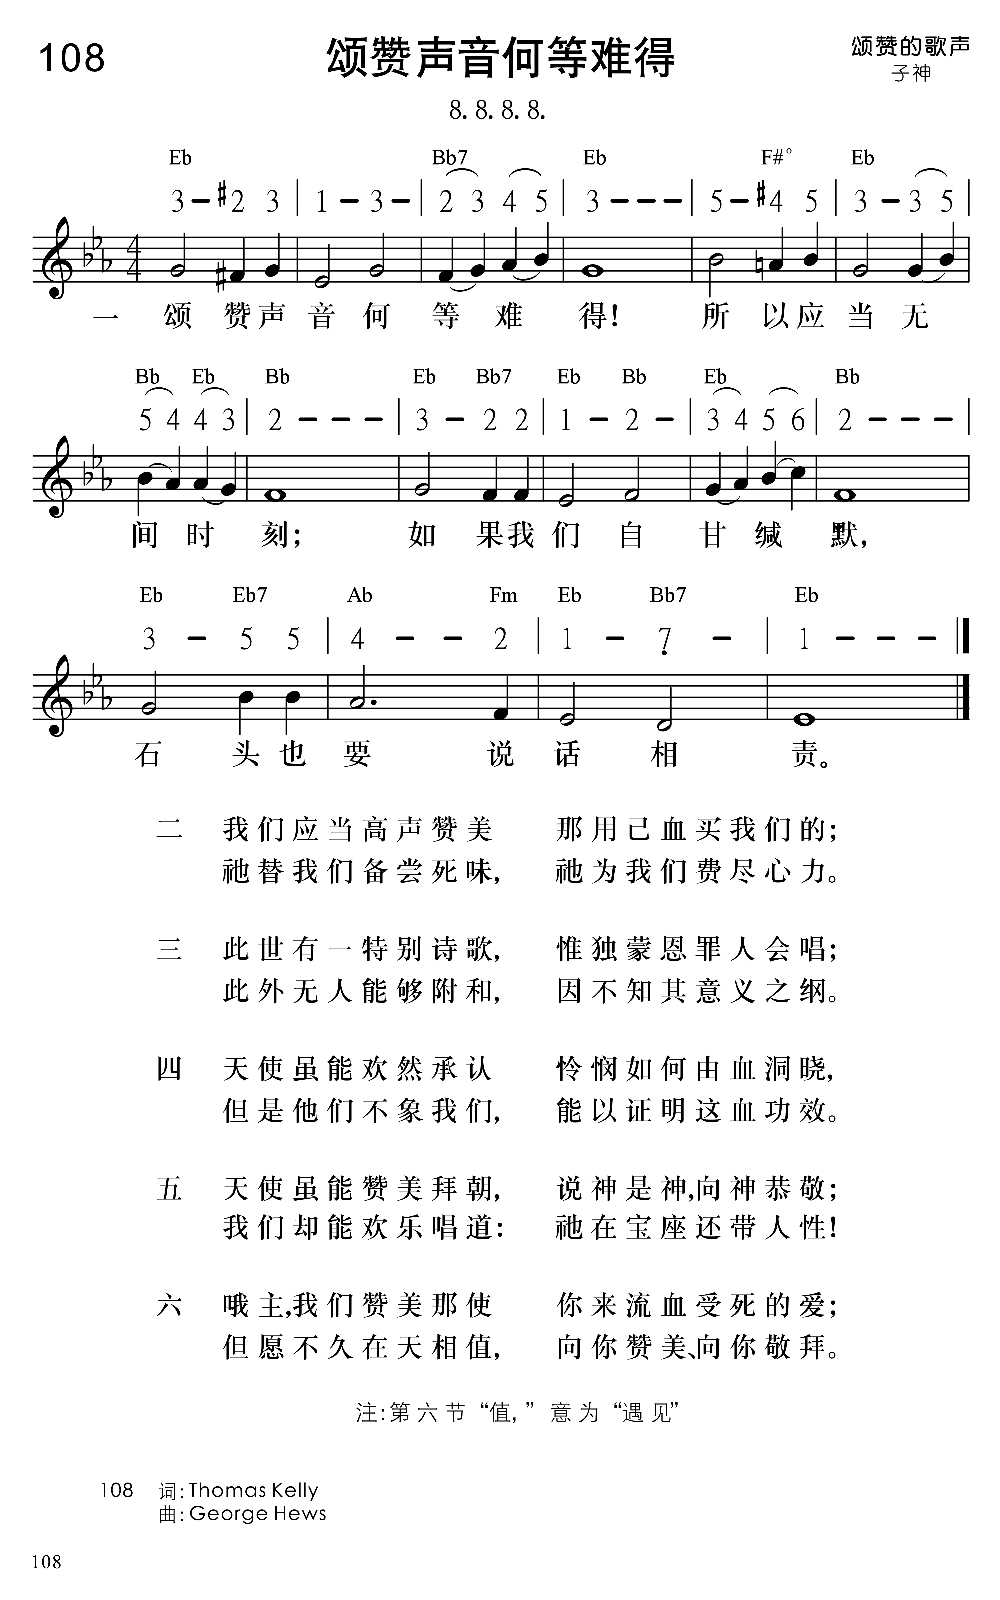 108
颂赞声音何等难得
颂赞的歌声
子神
8. 8. 8. 8.
Eb Bb7 Eb F#° Eb
3 – #2 3 | 1 – 3 – | 2 3 4 5 | 3 – – – | 5 – #4 5 | 3 – 3 5 |
4
4
一 颂 赞声 音 何 等 难 得! 所 以应 当 无
Bb Eb Bb Eb Bb7 Eb Bb Eb Bb
5 4 4 3 | 2 – – – | 3 – 2 2 | 1 – 2 – | 3 4 5 6 | 2 – – – |
间 时 刻; 如 果我 们 自 甘 缄 默,
Eb Eb7 Ab Fm Eb Bb7 Eb
3 – 5 5 | 4 – – 2 | 1 – 7̣ – | 1 – – – ‖
石 头 也 要 说 话 相 责。
二 我们应当高声赞美 那用己血买我们的;
祂替我们备尝死味, 祂为我们费尽心力。
三 此世有一特别诗歌, 惟独蒙恩罪人会唱;
此外无人能够附和, 因不知其意义之纲。
四 天使虽能欢然承认 怜悯如何由血洞晓,
但是他们不象我们, 能以证明这血功效。
五 天使虽能赞美拜朝, 说神是神,向神恭敬;
我们却能欢乐唱道: 祂在宝座还带人性!
六 哦主,我们赞美那使 你来流血受死的爱;
但愿不久在天相值, 向你赞美、向你敬拜。
注:第六节“值,”意为“遇见”
108 词: Thomas Kelly
曲: George Hews
108